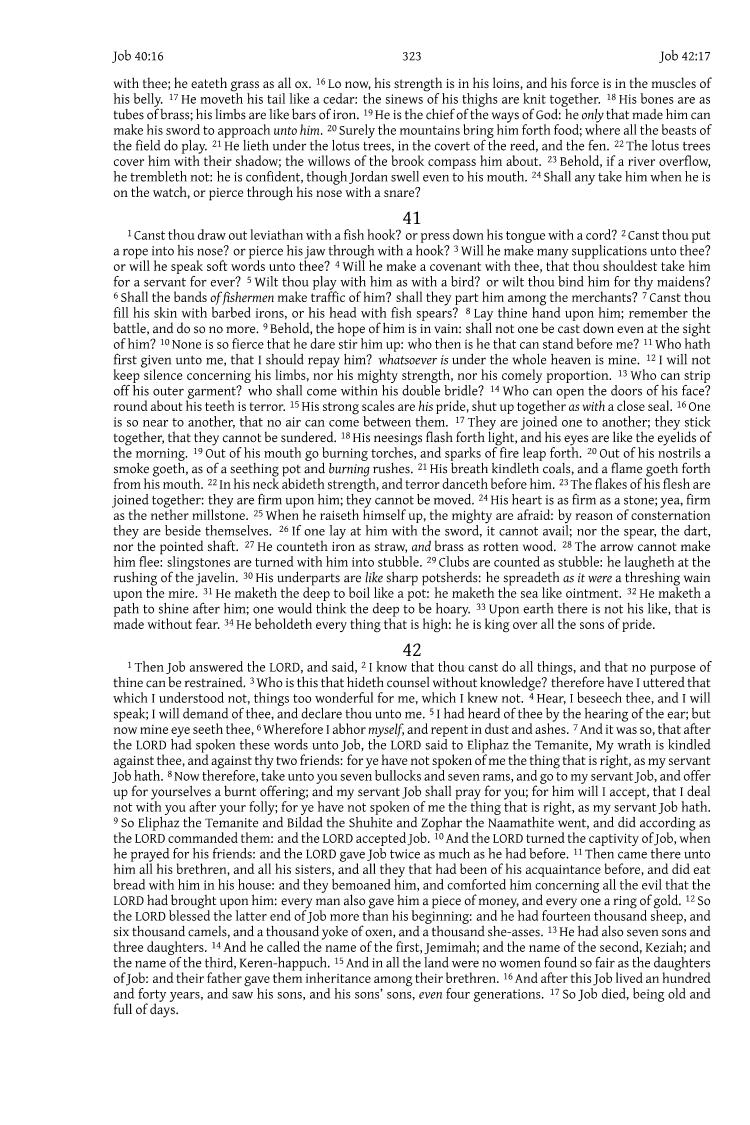 Job 40:16 323 Job 42:17
with thee; he eateth grass as all ox. 16 Lo now, his strength is in his loins, and his force is in the muscles of
his belly. 17 He moveth his tail like a cedar: the sinews of his thighs are knit together. 18 His bones are as
tubes of brass; his limbs are like bars of iron. 19 He is the chief of the ways of God: he only that made him can
make his sword to approach unto him. 20 Surely the mountains bring him forth food; where all the beasts of
the field do play. 21 He lieth under the lotus trees, in the covert of the reed, and the fen. 22 The lotus trees
cover him with their shadow; the willows of the brook compass him about. 23 Behold, if a river overflow,
he trembleth not: he is confident, though Jordan swell even to his mouth. 24 Shall any take him when he is
on the watch, or pierce through his nose with a snare?
41
1 Canst thou draw out leviathan with a fish hook? or press down his tongue with a cord? 2 Canst thou put
a rope into his nose? or pierce his jaw through with a hook? 3 Will he make many supplications unto thee?
or will he speak soft words unto thee? 4 Will he make a covenant with thee, that thou shouldest take him
for a servant for ever? 5 Wilt thou play with him as with a bird? or wilt thou bind him for thy maidens?
6 Shall the bands of fishermen make traffic of him? shall they part him among the merchants? 7 Canst thou
fill his skin with barbed irons, or his head with fish spears? 8 Lay thine hand upon him; remember the
battle, and do so no more. 9 Behold, the hope of him is in vain: shall not one be cast down even at the sight
of him? 10 None is so fierce that he dare stir him up: who then is he that can stand before me? 11 Who hath
first given unto me, that I should repay him? whatsoever is under the whole heaven is mine. 12 I will not
keep silence concerning his limbs, nor his mighty strength, nor his comely proportion. 13 Who can strip
off his outer garment? who shall come within his double bridle? 14 Who can open the doors of his face?
round about his teeth is terror. 15 His strong scales are his pride, shut up together as with a close seal. 16 One
is so near to another, that no air can come between them. 17 They are joined one to another; they stick
together, that they cannot be sundered. 18 His neesings flash forth light, and his eyes are like the eyelids of
the morning. 19 Out of his mouth go burning torches, and sparks of fire leap forth. 20 Out of his nostrils a
smoke goeth, as of a seething pot and burning rushes. 21 His breath kindleth coals, and a flame goeth forth
from his mouth. 22 In his neck abideth strength, and terror danceth before him. 23 The flakes of his flesh are
joined together: they are firm upon him; they cannot be moved. 24 His heart is as firm as a stone; yea, firm
as the nether millstone. 25 When he raiseth himself up, the mighty are afraid: by reason of consternation
they are beside themselves. 26 If one lay at him with the sword, it cannot avail; nor the spear, the dart,
nor the pointed shaft. 27 He counteth iron as straw, and brass as rotten wood. 28 The arrow cannot make
him flee: slingstones are turned with him into stubble. 29 Clubs are counted as stubble: he laugheth at the
rushing of the javelin. 30 His underparts are like sharp potsherds: he spreadeth as it were a threshing wain
upon the mire. 31 He maketh the deep to boil like a pot: he maketh the sea like ointment. 32 He maketh a
path to shine after him; one would think the deep to be hoary. 33 Upon earth there is not his like, that is
made without fear. 34 He beholdeth every thing that is high: he is king over all the sons of pride.
42
1 Then Job answered the LORD, and said, 2 I know that thou canst do all things, and that no purpose of
thine can be restrained. 3 Who is this that hideth counsel without knowledge? therefore have I uttered that
which I understood not, things too wonderful for me, which I knew not. 4 Hear, I beseech thee, and I will
speak; I will demand of thee, and declare thou unto me. 5 I had heard of thee by the hearing of the ear; but
now mine eye seeth thee, 6 Wherefore I abhor myself, and repent in dust and ashes. 7 And it was so, that after
the LORD had spoken these words unto Job, the LORD said to Eliphaz the Temanite, My wrath is kindled
against thee, and against thy two friends: for ye have not spoken of me the thing that is right, as my servant
Job hath. 8 Now therefore, take unto you seven bullocks and seven rams, and go to my servant Job, and offer
up for yourselves a burnt offering; and my servant Job shall pray for you; for him will I accept, that I deal
not with you after your folly; for ye have not spoken of me the thing that is right, as my servant Job hath.
9 So Eliphaz the Temanite and Bildad the Shuhite and Zophar the Naamathite went, and did according as
the LORD commanded them: and the LORD accepted Job. 10 And the LORD turned the captivity of Job, when
he prayed for his friends: and the LORD gave Job twice as much as he had before. 11 Then came there unto
him all his brethren, and all his sisters, and all they that had been of his acquaintance before, and did eat
bread with him in his house: and they bemoaned him, and comforted him concerning all the evil that the
LORD had brought upon him: every man also gave him a piece of money, and every one a ring of gold. 12 So
the LORD blessed the latter end of Job more than his beginning: and he had fourteen thousand sheep, and
six thousand camels, and a thousand yoke of oxen, and a thousand she-asses. 13 He had also seven sons and
three daughters. 14 And he called the name of the first, Jemimah; and the name of the second, Keziah; and
the name of the third, Keren-happuch. 15 And in all the land were no women found so fair as the daughters
of Job: and their father gave them inheritance among their brethren. 16 And after this Job lived an hundred
and forty years, and saw his sons, and his sons' sons, even four generations. 17 So Job died, being old and
full of days.